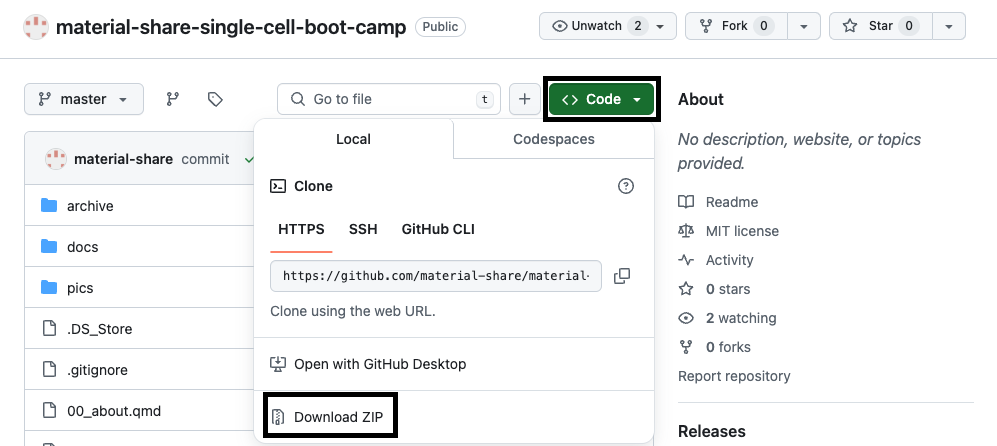 material-share-single-cell-boot-camp Public Unwatch 2 Fork 0 Star 0
master Go to file t Code
Local Codespaces
material-share commit
Clone
archive
HTTPS SSH GitHub CLI
docs
https://github.com/material-share/material-
pics
Clone using the web URL.
.DS_Store
Open with GitHub Desktop
.gitignore
00_about.qmd
Download ZIP
About
No description, website, or topics
provided.
Readme
MIT license
Activity
0 stars
2 watching
0 forks
Report repository
Releases